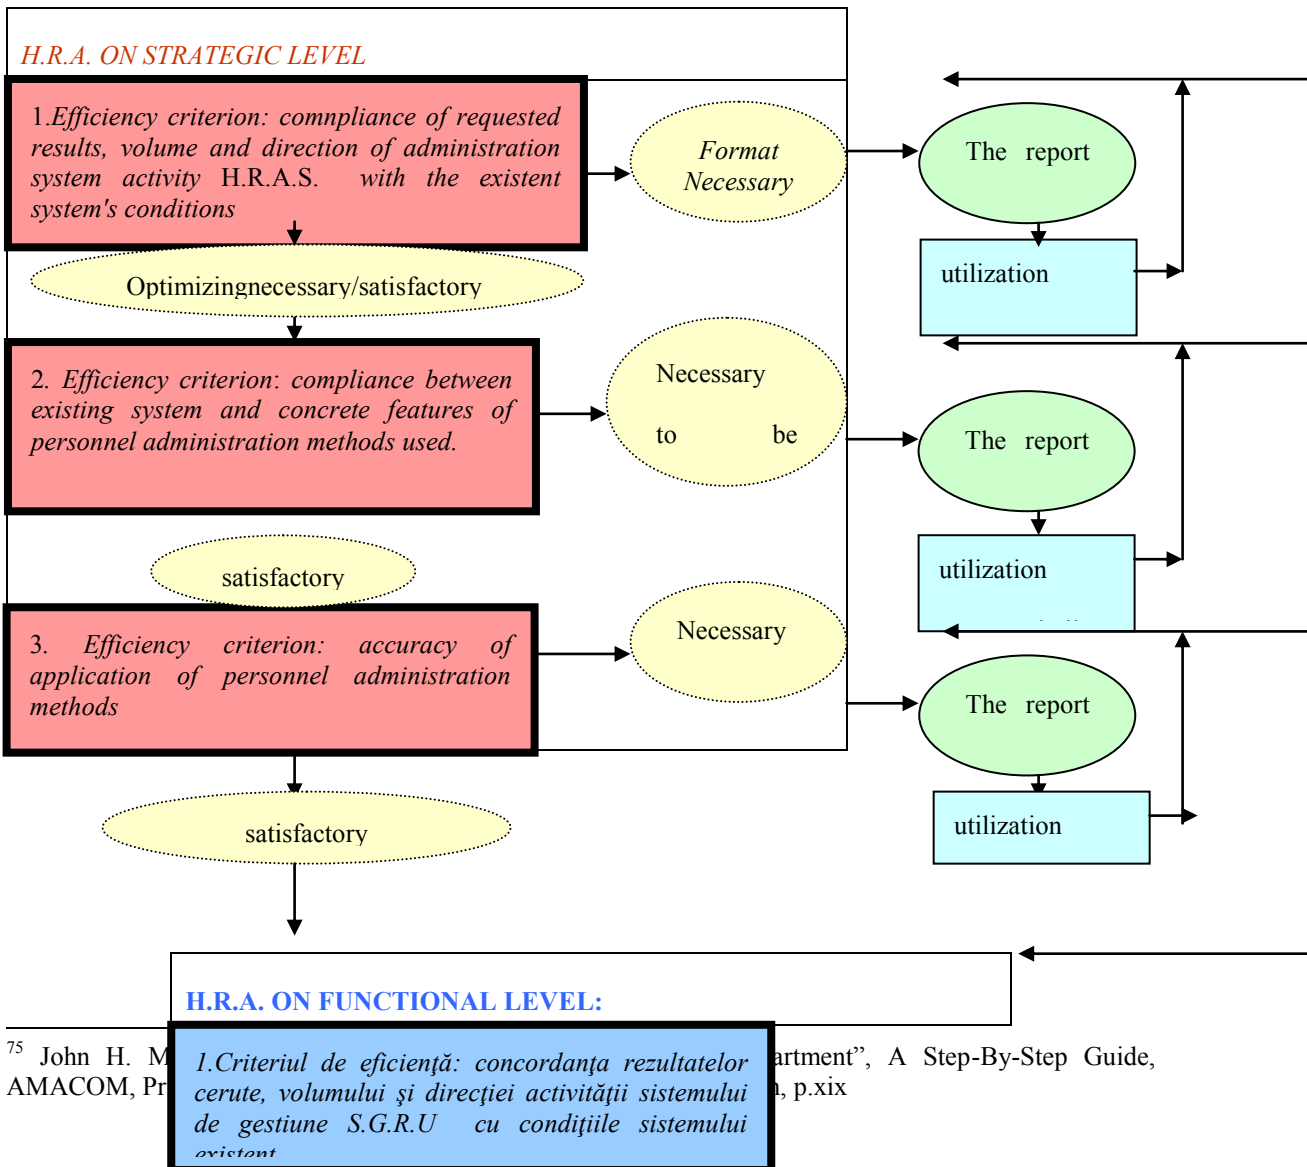 H.R.A. ON STRATEGIC LEVEL
1.Efficiency criterion: comnpliance of requested
results, volume and direction of administration
system activity H.R.A.S. with the existent
system's conditions
Format
Necessary
The report
utilization
Optimizingnecessary/satisfactory
2. Efficiency criterion: compliance between
existing system and concrete features of
personnel administration methods used.
Necessary
to be
The report
utilization
satisfactory
3. Efficiency criterion: accuracy of
application of personnel administration
methods
Necessary
The report
utilization
satisfactory
H.R.A. ON FUNCTIONAL LEVEL:
1.Criteriul de eficienţă: concordanţa rezultatelor
cerute, volumului şi direcţiei activităţii sistemului
de gestiune S.G.R.U cu condiţiile sistemului
existent
75 John H. M artment”, A Step-By-Step Guide,
AMACOM, Pr , p.xix